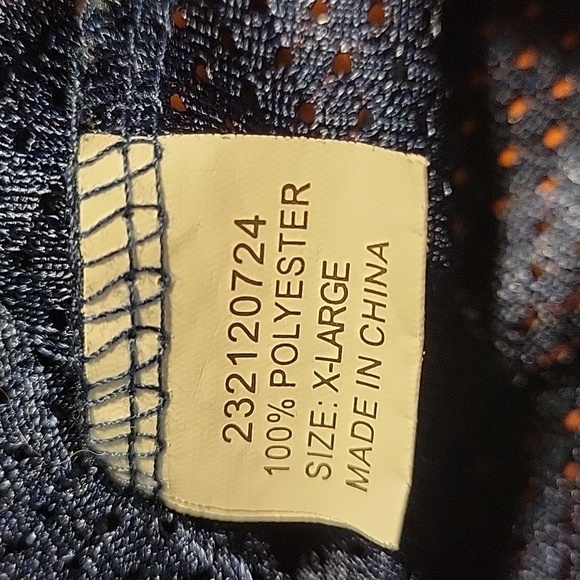 232120724
100% POLYESTER
SIZE: X-LARGE
MADE IN CHINA